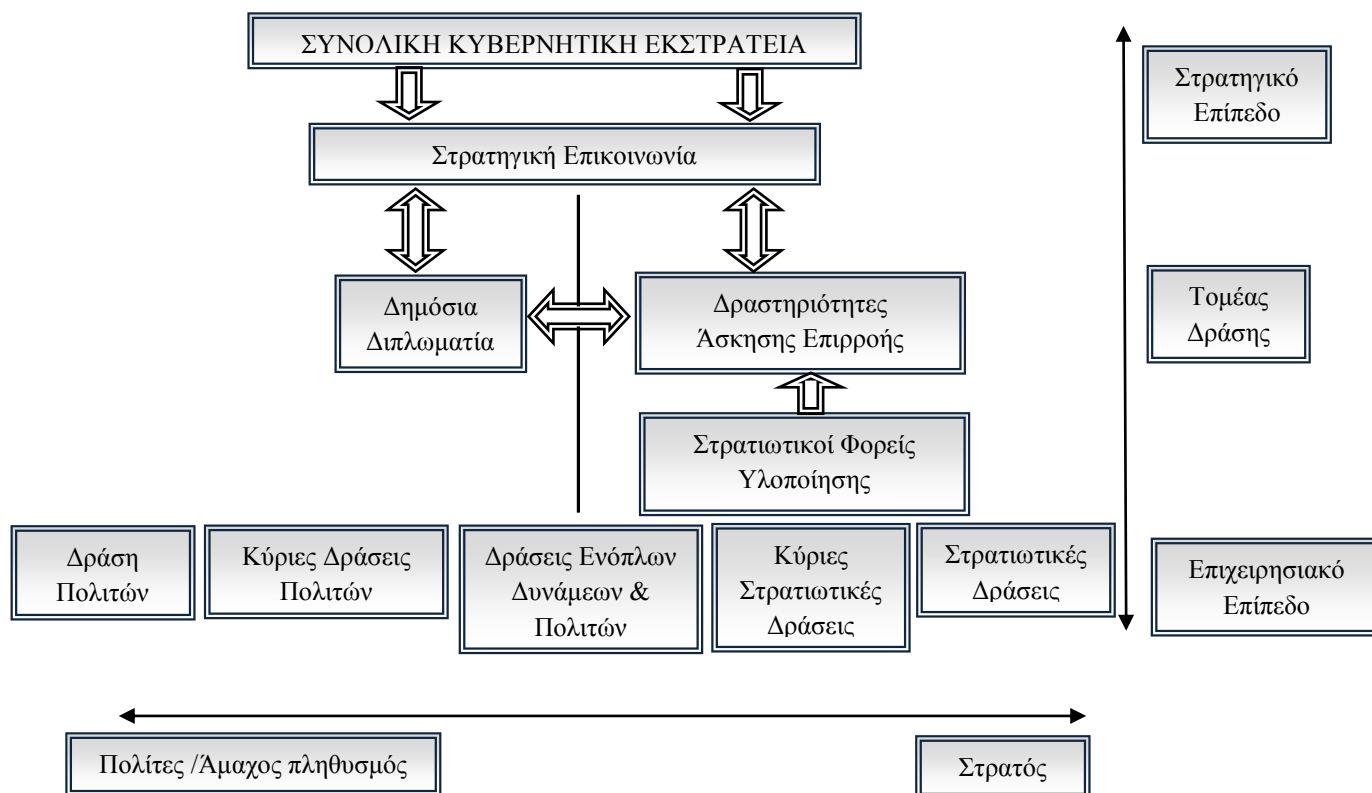 ΣΥΝΟΛΙΚΗ ΚΥΒΕΡΝΗΤΙΚΗ ΕΚΣΤΡΑΤΕΙΑ
Στρατηγικό
Επίπεδο
Στρατηγική Επικοινωνία
Δημόσια
Διπλωματία
Δραστηριότητες
Άσκησης Επιρροής
Τομέας
Δράσης
Στρατιωτικοί Φορείς
Υλοποίησης
Δράση
Πολιτών
Κύριες Δράσεις
Πολιτών
Δράσεις Ενόπλων
Δυνάμεων &
Πολιτών
Κύριες
Στρατιωτικές
Δράσεις
Στρατιωτικές
Δράσεις
Επιχειρησιακό
Επίπεδο
Πολίτες /Άμαχος πληθυσμός
Στρατός